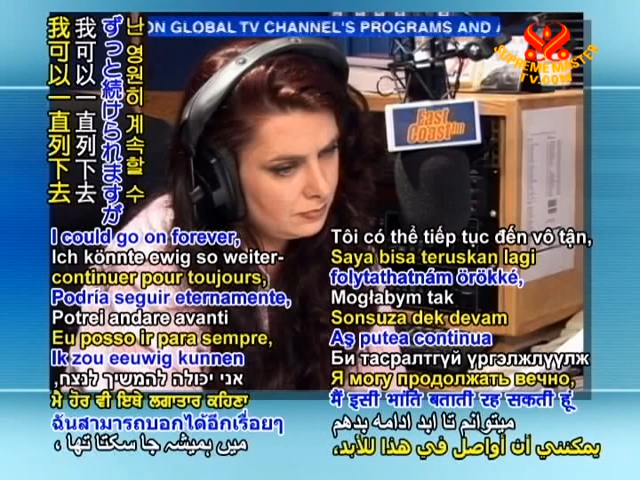 ON GLOBAL TV CHANNEL'S PROGRAMS AND A
SUPREME MASTER
TV.COM
East
Coast fm
난 영원히 계속할 수
ずっと続けられますが
我可以一直列下去
我可以一直列下去
I could go on forever,
Ich könnte ewig so weiter-
continuer pour toujours,
Podría seguir eternamente,
Potrei andare avanti
Eu posso ir para sempre,
Ik zou eeuwig kunnen
אני יכולה להמשיך לנצח,
ਮੈ ਹੋਰ ਵੀ ਇਥੇ ਲਗਾਤਾਰ ਕਹਿਣਾ
ฉันสามารถบอกได้อีกเรื่อยๆ
میں ہمیشہ جا سکتا تھا ،
Tôi có thể tiếp tục đến vô tận,
Saya bisa teruskan lagi
folytathatnám örökké,
Mogłabym tak
Sonsuza dek devam
Aş putea continua
Би тасралтгүй үргэлжлүүлж
Я могу продолжать вечно,
मैं इसी भांति बताती रह सकती हूं
میتوانم تا ابد ادامه بدهم
يمكنني أن أواصل في هذا للأبد،